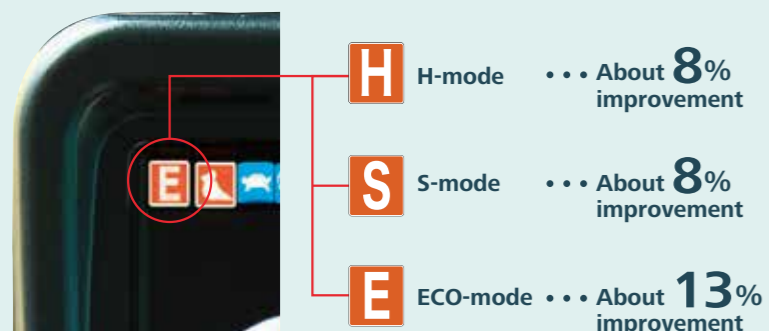 E
H H-mode • • • About 8%
improvement
S S-mode • • • About 8%
improvement
E ECO-mode • • • About 13%
improvement